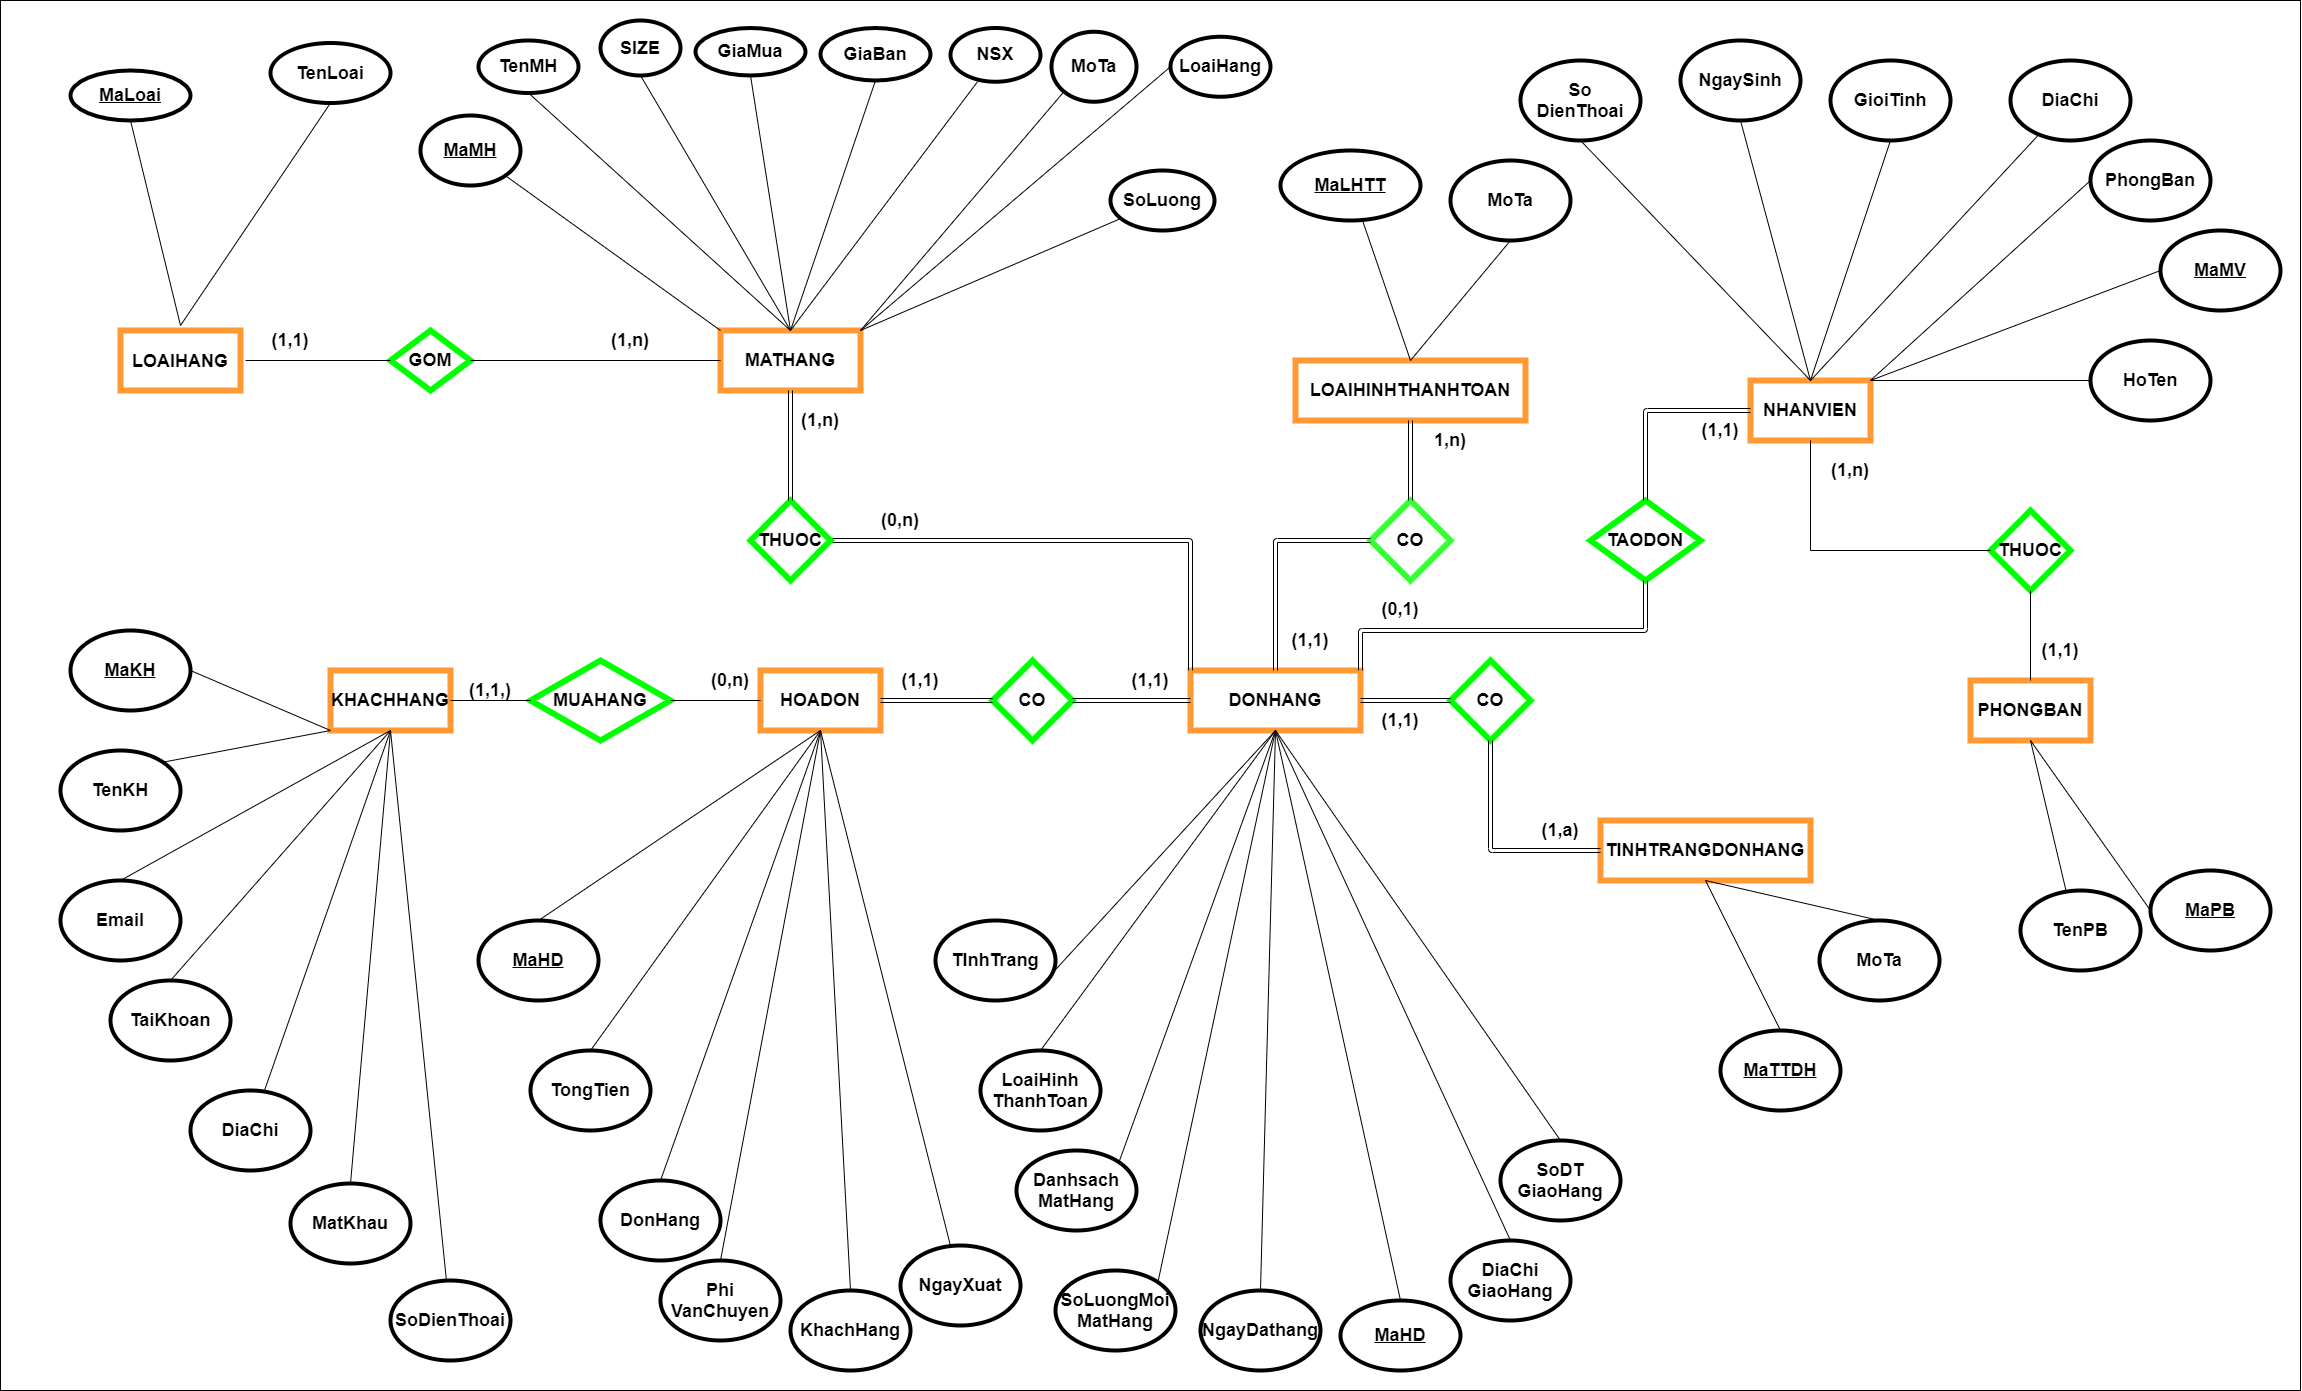 MaLoai
TenLoai
TenMH
SIZE
GiaMua
GiaBan
NSX
MoTa
LoaiHang
MaMH
SoLuong
MaLHTT
MoTa
So
DienThoai
NgaySinh
GioiTinh
DiaChi
PhongBan
MaMV
HoTen
LOAIHANG
(1,1)
GOM
(1,n)
MATHANG
(1,n)
LOAIHINHTHANHTOAN
1,n)
NHANVIEN
(1,1)
(1,n)
THUOC
(0,n)
CO
TAODON
THUOC
(0,1)
(1,1)
(1,1)
MaKH
KHACHHANG
(1,1,)
MUAHANG
(0,n)
HOADON
(1,1)
CO
(1,1)
DONHANG
(1,1)
CO
PHONGBAN
TenKH
Email
TaiKhoan
DiaChi
MatKhau
SoDienThoai
MaHD
TongTien
DonHang
Phi
VanChuyen
KhachHang
NgayXuat
TInhTrang
LoaiHinh
ThanhToan
Danhsach
MatHang
SoLuongMoi
MatHang
NgayDathang
MaHD
DiaChi
GiaoHang
SoDT
GiaoHang
(1,a)
TINHTRANGDONHANG
MoTa
MaTTDH
TenPB
MaPB